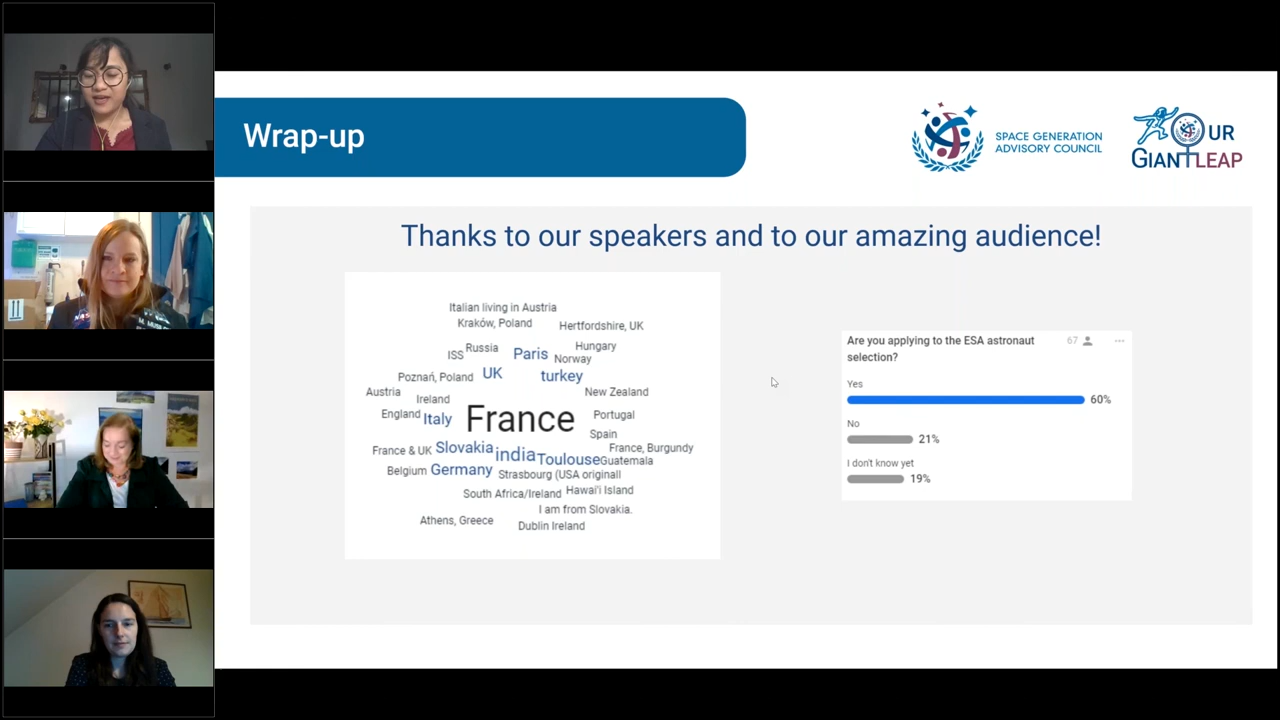 Wrap-up
SPACE GENERATION
ADVISORY COUNCIL
OUR
GIANTLEAP
Thanks to our speakers and to our amazing audience!
Italian living in Austria
Kraków, Poland
Hertfordshire, UK
Russia
Hungary
ISS
Paris
Norway
Poznań, Poland
UK
turkey
Austria
New Zealand
Ireland
England
Italy
France
Portugal
Spain
France & UK
Slovakia
india
France, Burgundy
Toulouse
Guatemala
Belgium
Germany
Strasbourg (USA originall
South Africa/Ireland
Hawai'i Island
I am from Slovakia.
Athens, Greece
Dublin Ireland
Are you applying to the ESA astronaut
67
selection?
Yes
60%
No
21%
I don't know yet
19%